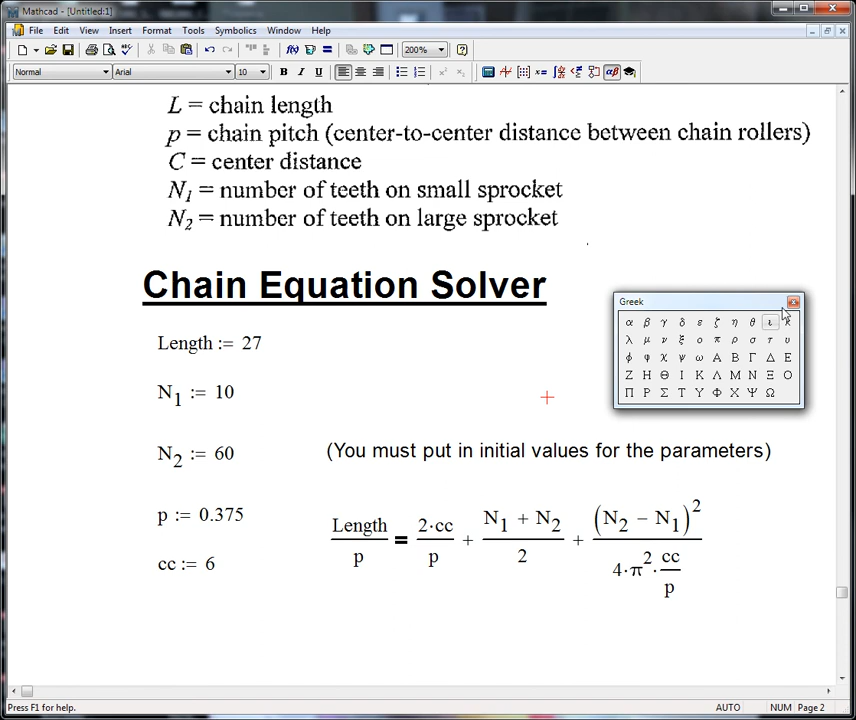 Mathcad - [Untitled:1]
File Edit View Insert Format Tools Symbolics Window Help
200%
Normal Arial 10 B I U
L = chain length
p = chain pitch (center-to-center distance between chain rollers)
C = center distance
N₁ = number of teeth on small sprocket
N₂ = number of teeth on large sprocket
Chain Equation Solver
Greek
α β γ δ ε ζ η θ ι κ
λ μ ν ξ ο π ρ σ τ υ
ϕ φ χ ψ ω Α Β Γ Δ Ε
Ζ Η Θ Ι Κ Λ Μ Ν Ξ Ο
Π Ρ Σ Τ Υ Φ Χ Ψ Ω
Length := 27
N₁ := 10
N₂ := 60
(You must put in initial values for the parameters)
p := 0.375
Length/p = 2·cc/p + (N₁ + N₂)/2 + (N₂ − N₁)²/(4·π²·cc/p)
cc := 6
Press F1 for help.
AUTO NUM Page 2